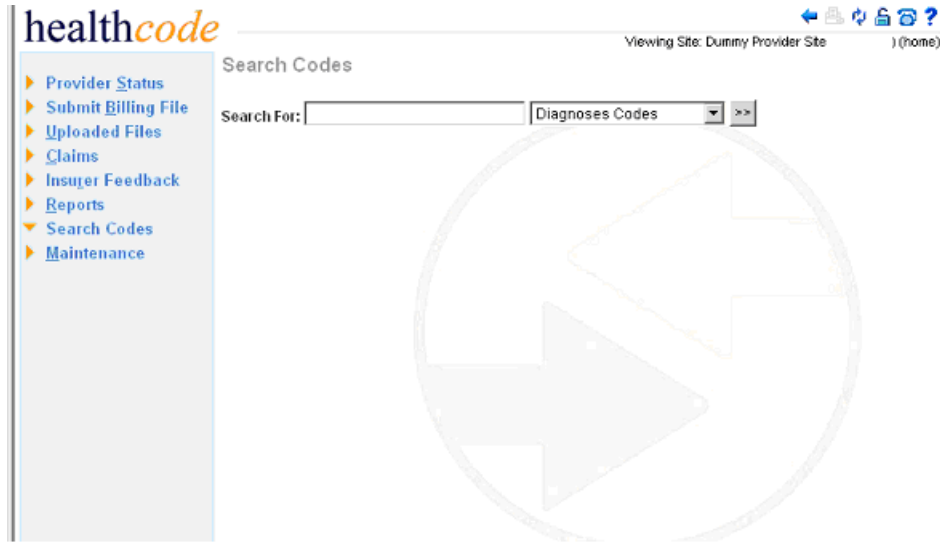 healthcode
?
Viewing Site: Dummy Provider Site ) (home)
Search Codes
Search For: Diagnoses Codes >>
Provider Status
Submit Billing File
Uploaded Files
Claims
Insurer Feedback
Reports
Search Codes
Maintenance